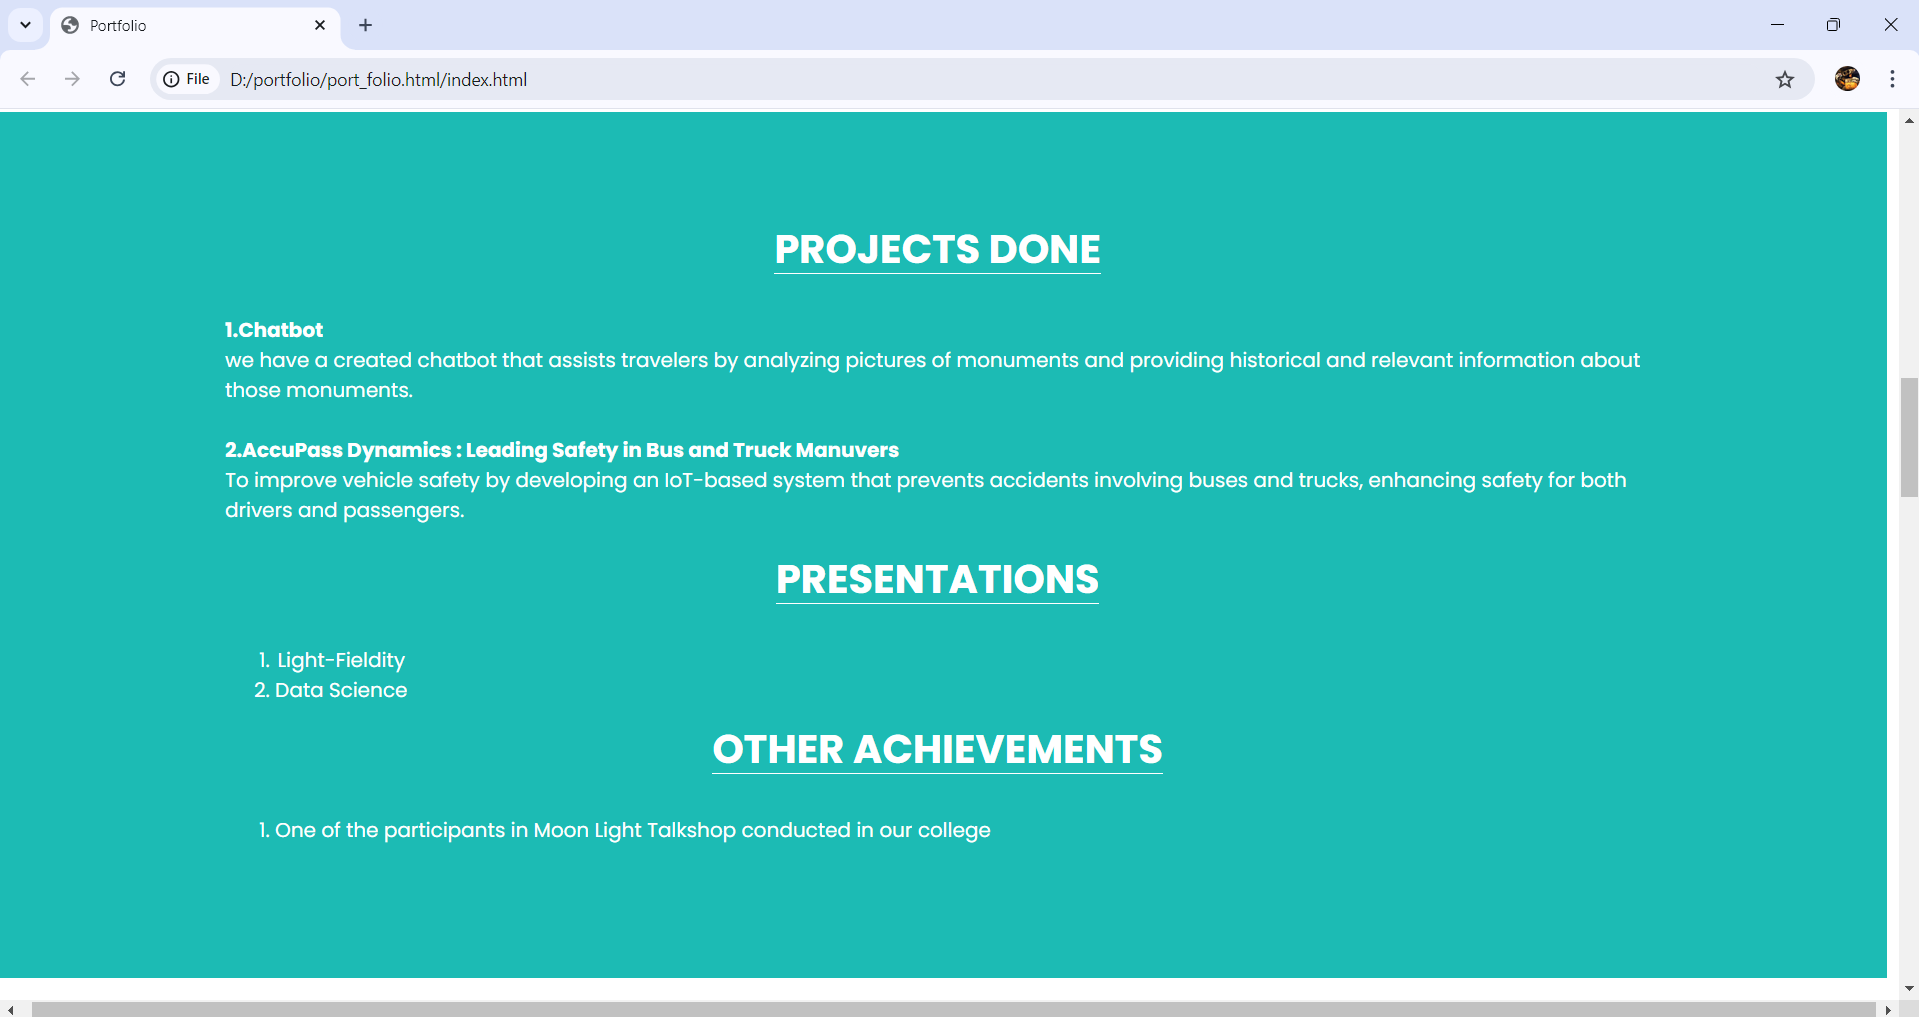 Portfolio
File
D:/portfolio/port_folio.html/index.html
PROJECTS DONE
1.Chatbot
we have a created chatbot that assists travelers by analyzing pictures of monuments and providing historical and relevant information about
those monuments.
2.AccuPass Dynamics : Leading Safety in Bus and Truck Manuvers
To improve vehicle safety by developing an IoT-based system that prevents accidents involving buses and trucks, enhancing safety for both
drivers and passengers.
PRESENTATIONS
1. Light-Fieldity
2. Data Science
OTHER ACHIEVEMENTS
1. One of the participants in Moon Light Talkshop conducted in our college